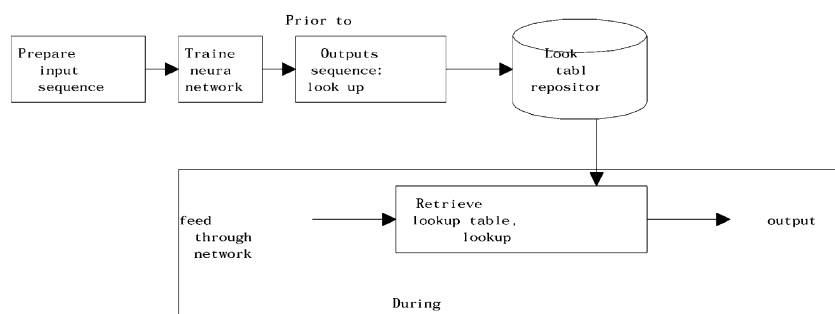 Prior to
Prepare
input
sequence
Traine
neura
network
Outputs
sequence:
look up
Look
tabl
repositor
feed
through
network
Retrieve
lookup table,
lookup
output
During